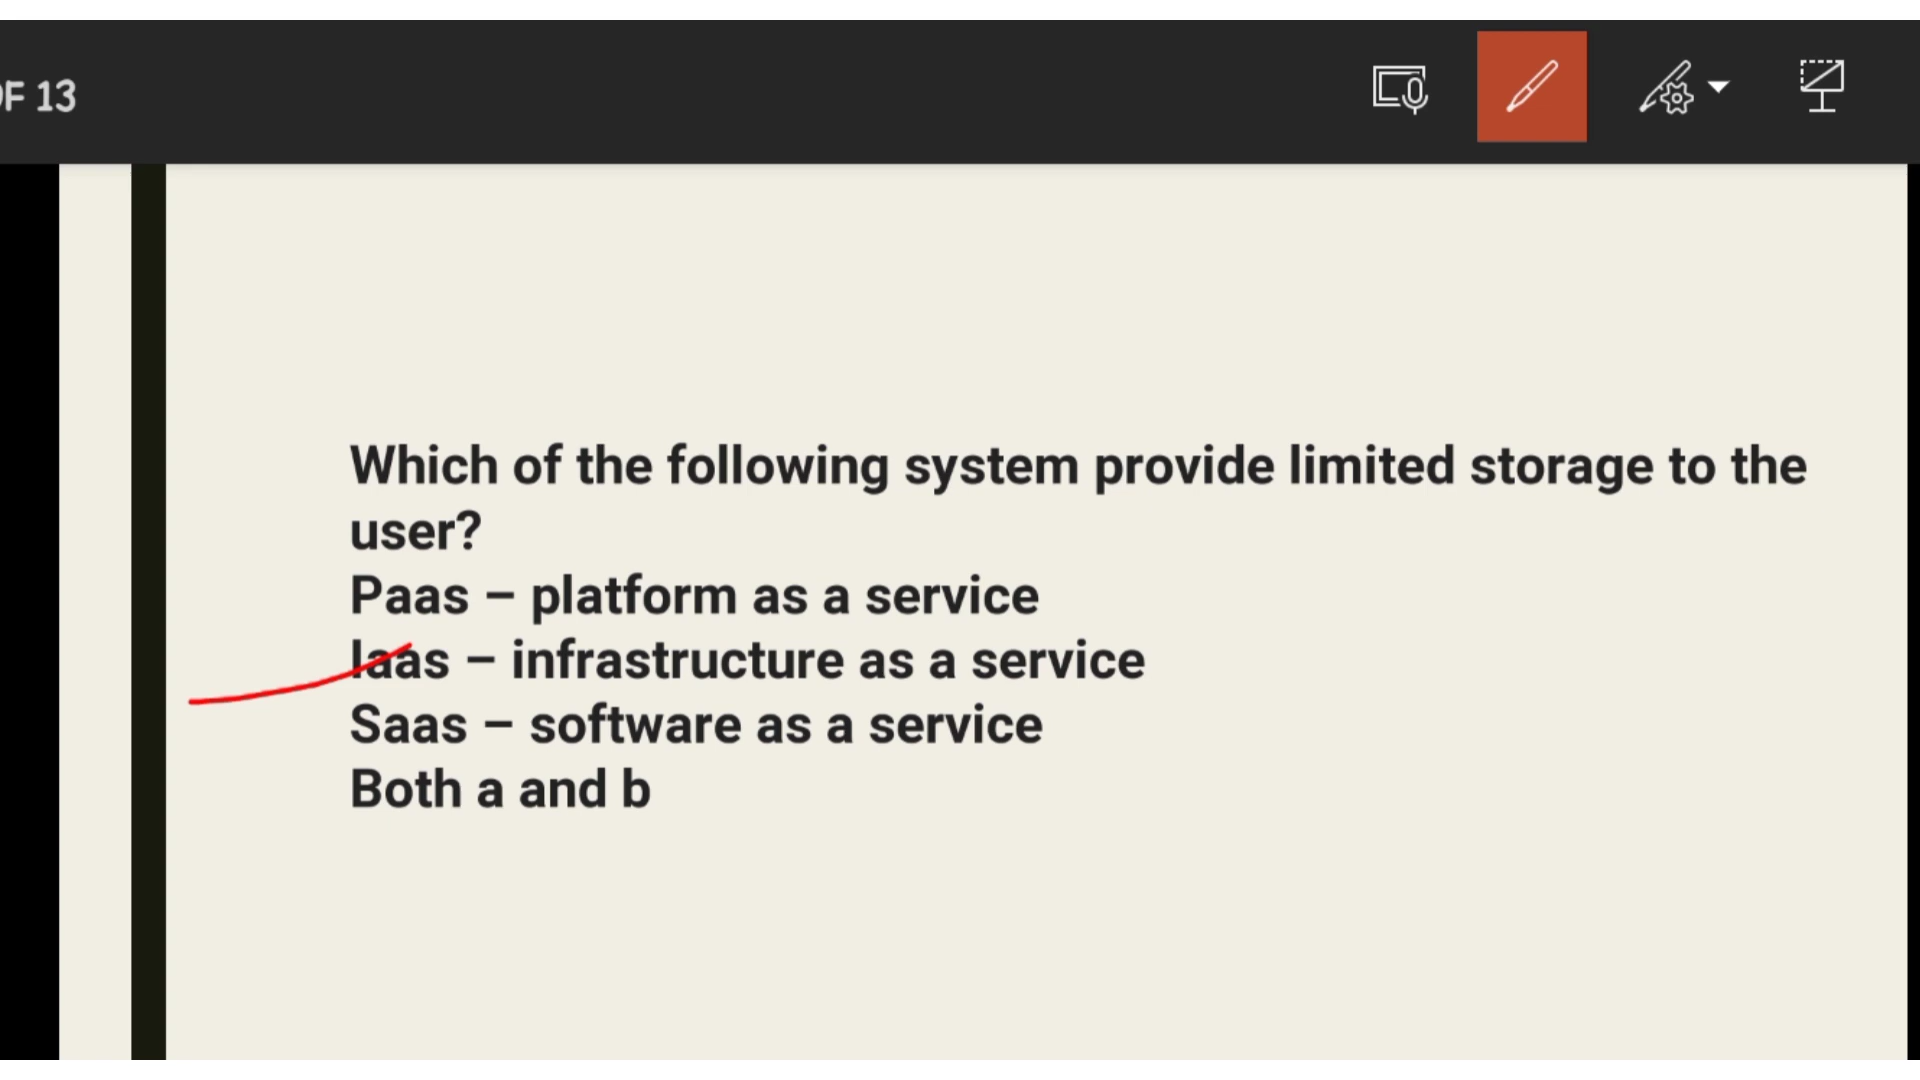 OF 13
Which of the following system provide limited storage to the
user?
Paas – platform as a service
Iaas – infrastructure as a service
Saas – software as a service
Both a and b